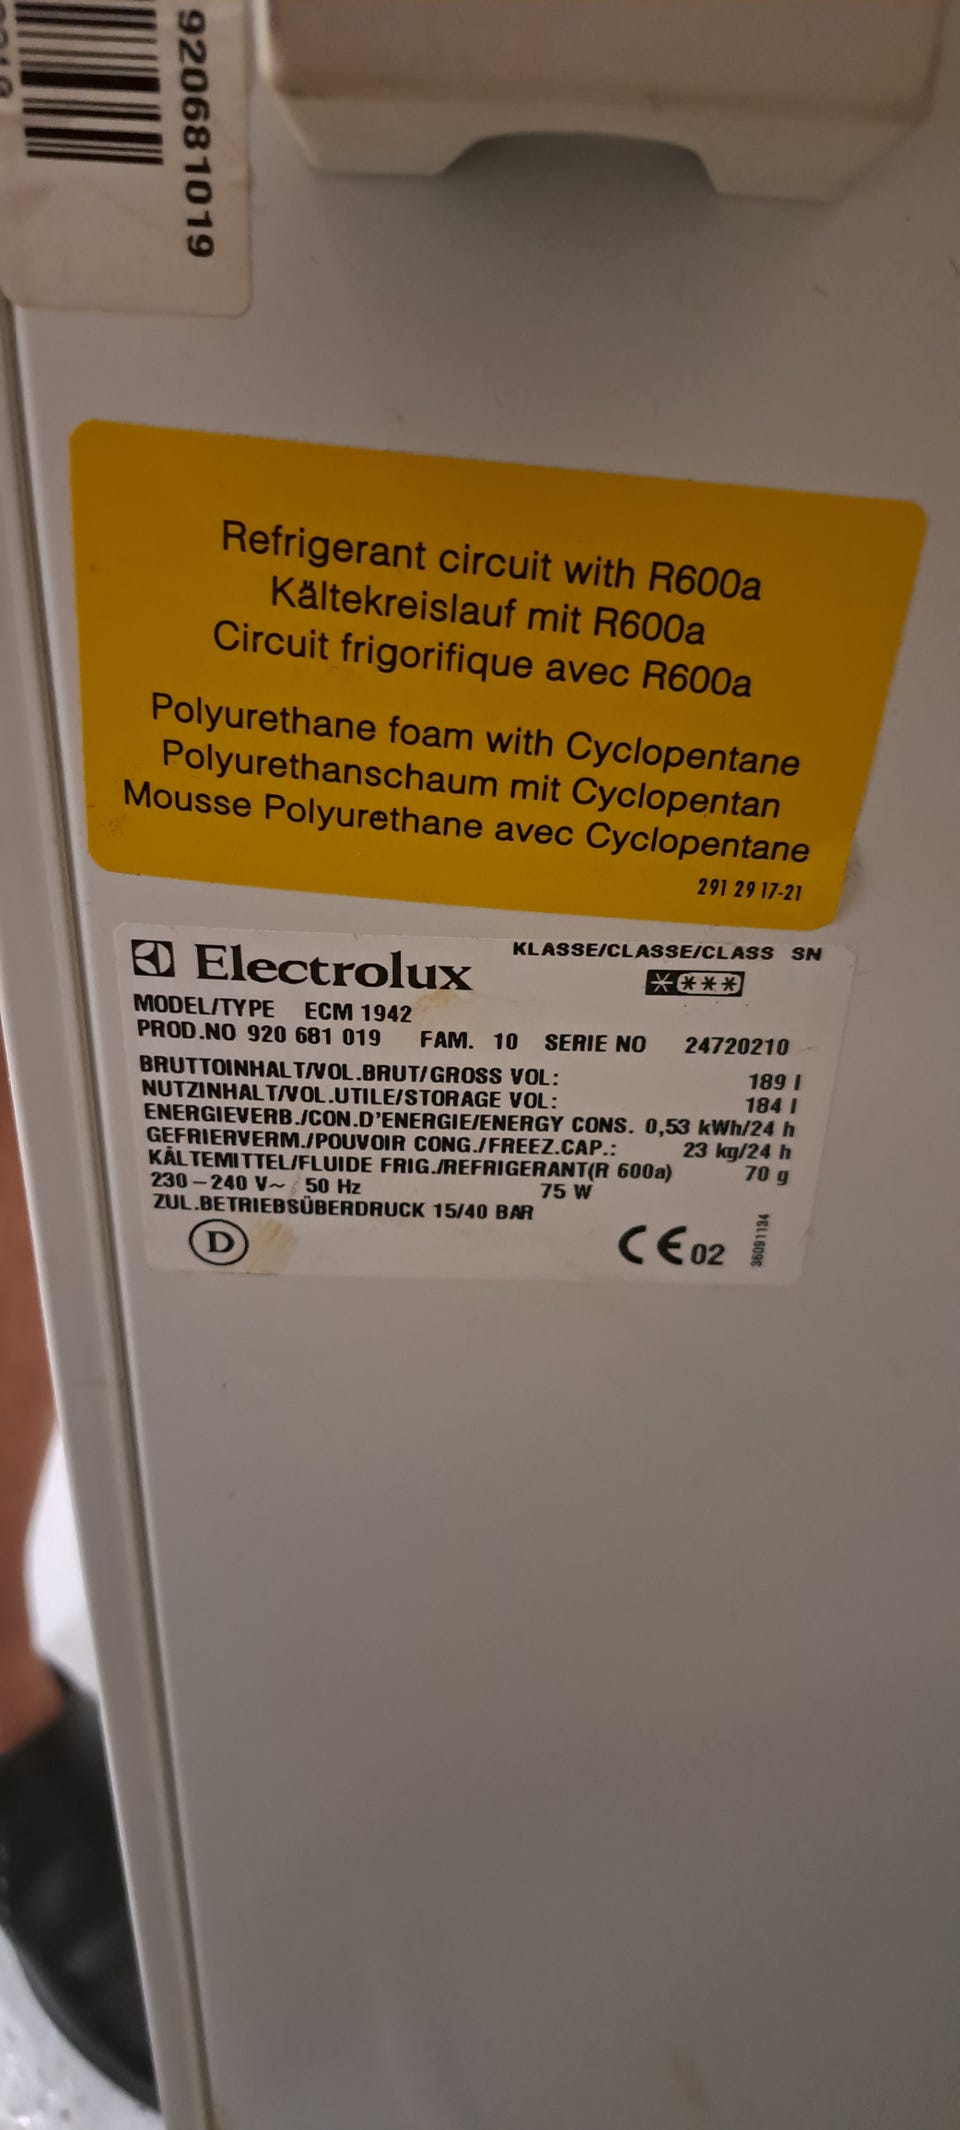 920681019
Refrigerant circuit with R600a
Kältekreislauf mit R600a
Circuit frigorifique avec R600a
Polyurethane foam with Cyclopentane
Polyurethanschaum mit Cyclopentan
Mousse Polyurethane avec Cyclopentane
291 29 17-21
Electrolux KLASSE/CLASSE/CLASS SN
MODEL/TYPE ECM 1942
PROD.NO 920 681 019 FAM. 10 SERIE NO 24720210
BRUTTOINHALT/VOL.BRUT/GROSS VOL: 189 l
NUTZINHALT/VOL.UTILE/STORAGE VOL: 184 l
ENERGIEVERB./CON.D'ENERGIE/ENERGY CONS. 0,53 kWh/24 h
GEFRIERVERM./POUVOIR CONG./FREEZ.CAP.: 23 kg/24 h
KÄLTEMITTEL/FLUIDE FRIG./REFRIGERANT(R 600a) 70 g
230-240 V~ 50 Hz 75 W
ZUL.BETRIEBSÜBERDRUCK 15/40 BAR
D CE 02 36091134